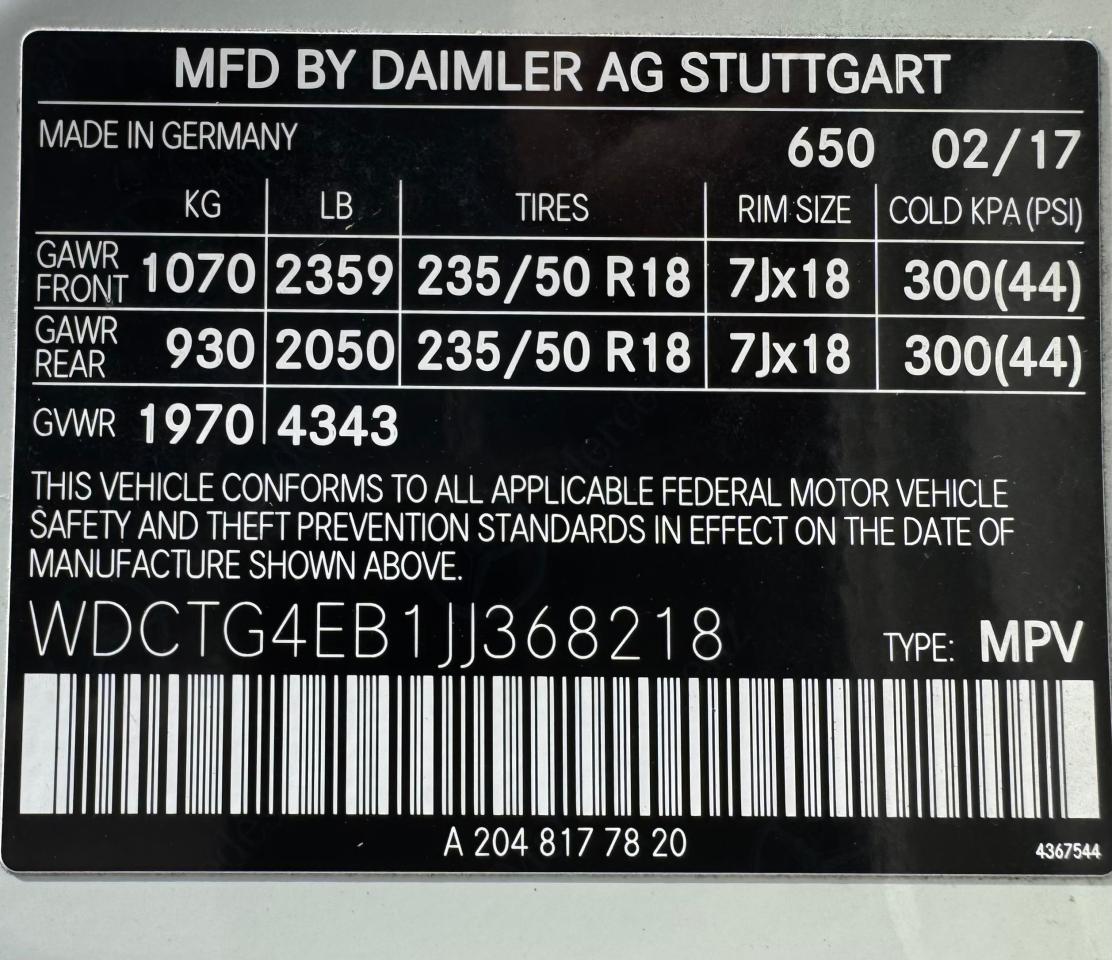 MFD BY DAIMLER AG STUTTGART
MADE IN GERMANY 650 02/17
KG LB TIRES RIM SIZE COLD KPA (PSI)
GAWR FRONT 1070 2359 235/50 R18 7Jx18 300(44)
GAWR REAR 930 2050 235/50 R18 7Jx18 300(44)
GVWR 1970 4343
THIS VEHICLE CONFORMS TO ALL APPLICABLE FEDERAL MOTOR VEHICLE
SAFETY AND THEFT PREVENTION STANDARDS IN EFFECT ON THE DATE OF
MANUFACTURE SHOWN ABOVE.
WDCTG4EB1JJ368218 TYPE: MPV
A 204 817 78 20 4367544